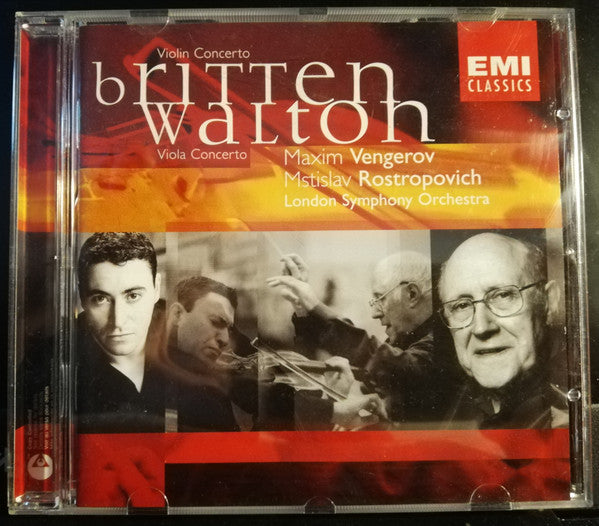 Violin Concerto
britten
walton
Viola Concerto
Maxim Vengerov
Mstislav Rostropovich
London Symphony Orchestra
EMI
CLASSICS